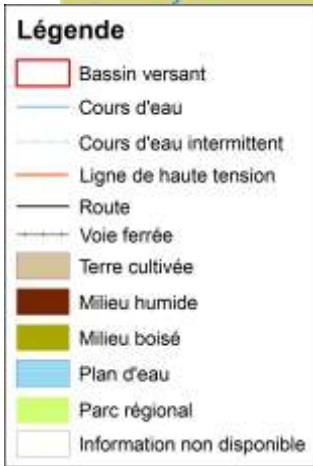 Légende
Bassin versant
Cours d'eau
Cours d'eau intermittent
Ligne de haute tension
Route
Voie ferrée
Terre cultivée
Milieu humide
Milieu boisé
Plan d'eau
Parc régional
Information non disponible